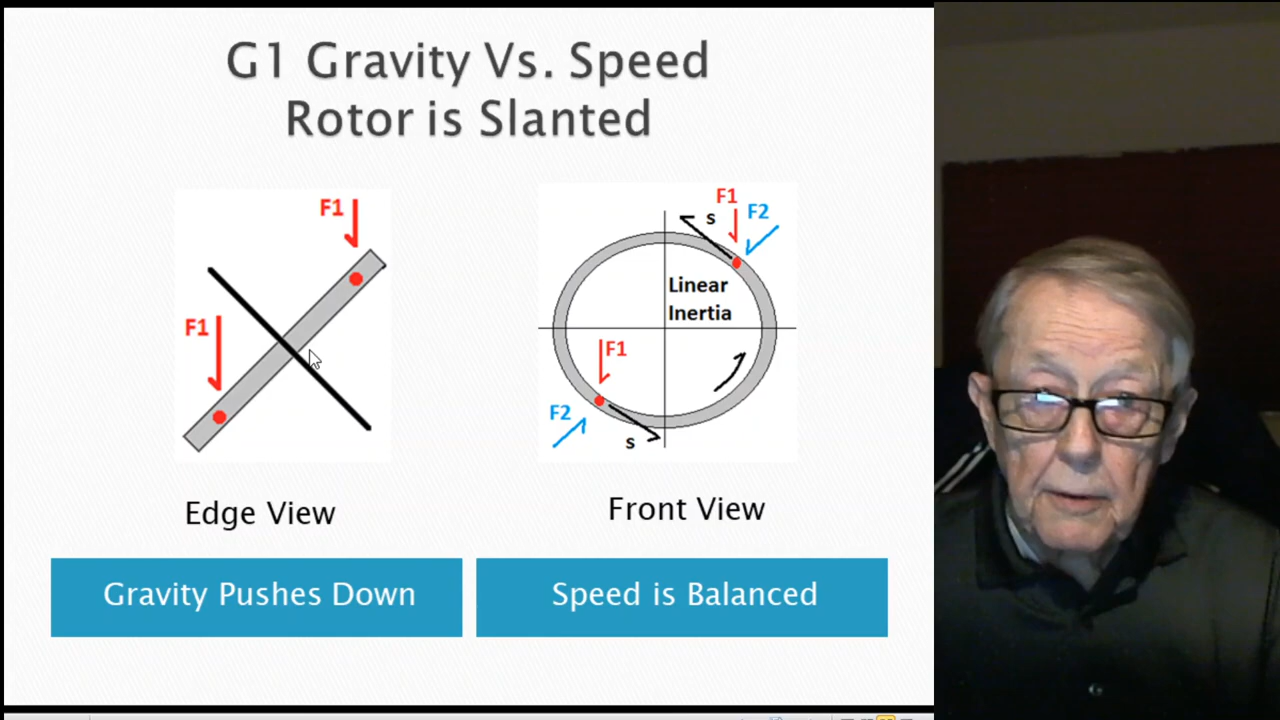 G1 Gravity Vs. Speed
Rotor is Slanted
F1
F1
F1
F2
s
Linear
Inertia
F1
F2
s
Edge View
Front View
Gravity Pushes Down
Speed is Balanced